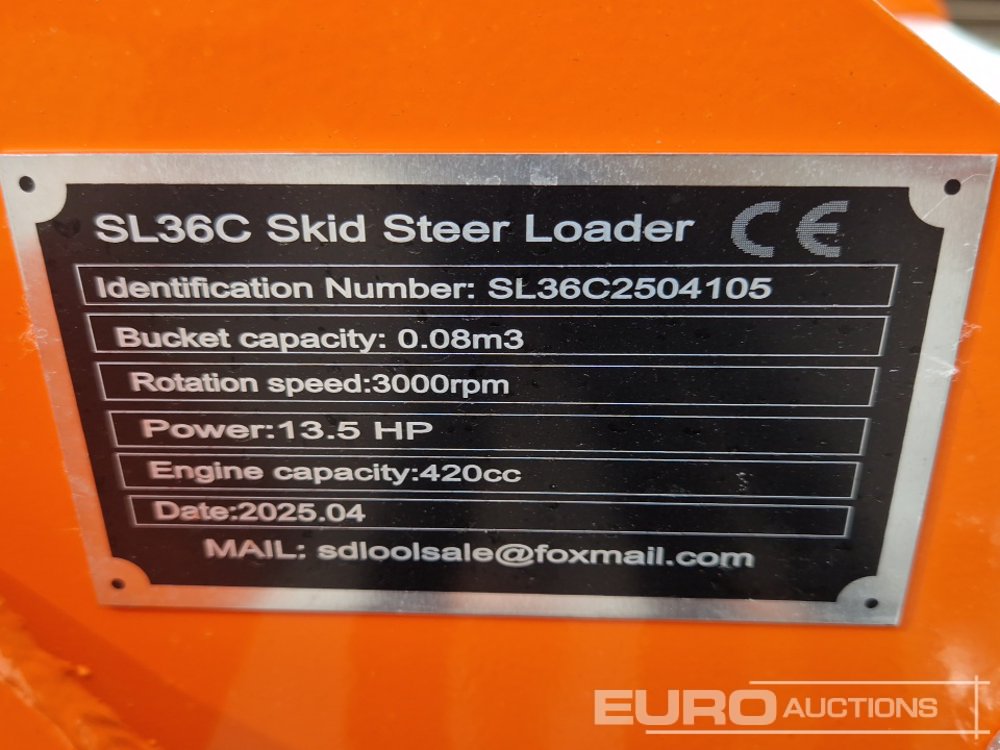 SL36C Skid Steer Loader CE
Identification Number: SL36C2504105
Bucket capacity: 0.08m3
Rotation speed:3000rpm
Power:13.5 HP
Engine capacity:420cc
Date:2025.04
MAIL: sdloolsale@foxmail.com
EURO AUCTIONS